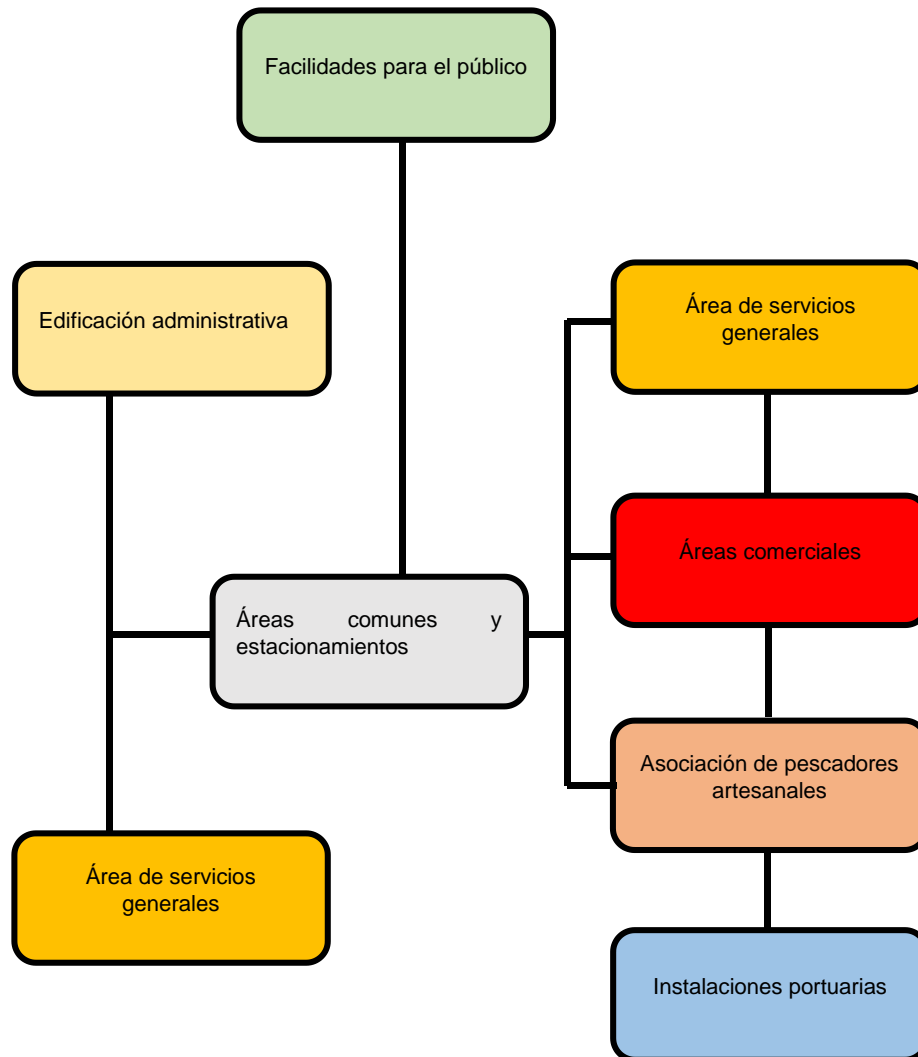 Facilidades para el público
Edificación administrativa
Área de servicios
generales
Áreas comerciales
Áreas comunes y
estacionamientos
Asociación de pescadores
artesanales
Área de servicios
generales
Instalaciones portuarias